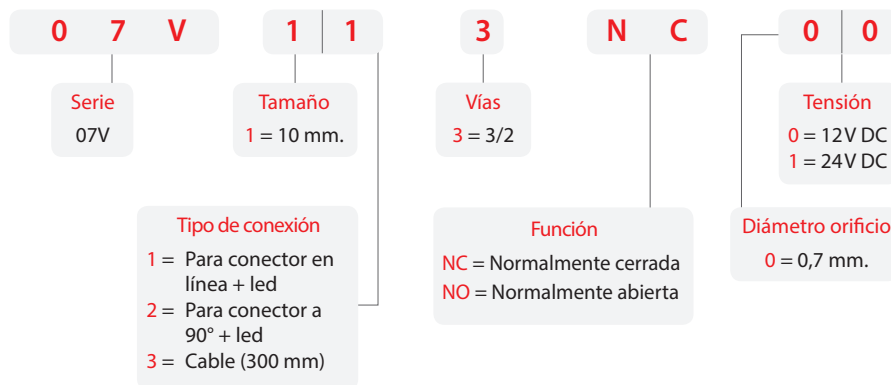 0 7 V 1 1 3 N C 0 0
Serie
07V
Tamaño
1 = 10 mm.
Vías
3 = 3/2
Tensión
0 = 12V DC
1 = 24V DC
Tipo de conexión
1 = Para conector en
línea + led
2 = Para conector a
90° + led
3 = Cable (300 mm)
Función
NC = Normalmente cerrada
NO = Normalmente abierta
Diámetro orificio
0 = 0,7 mm.